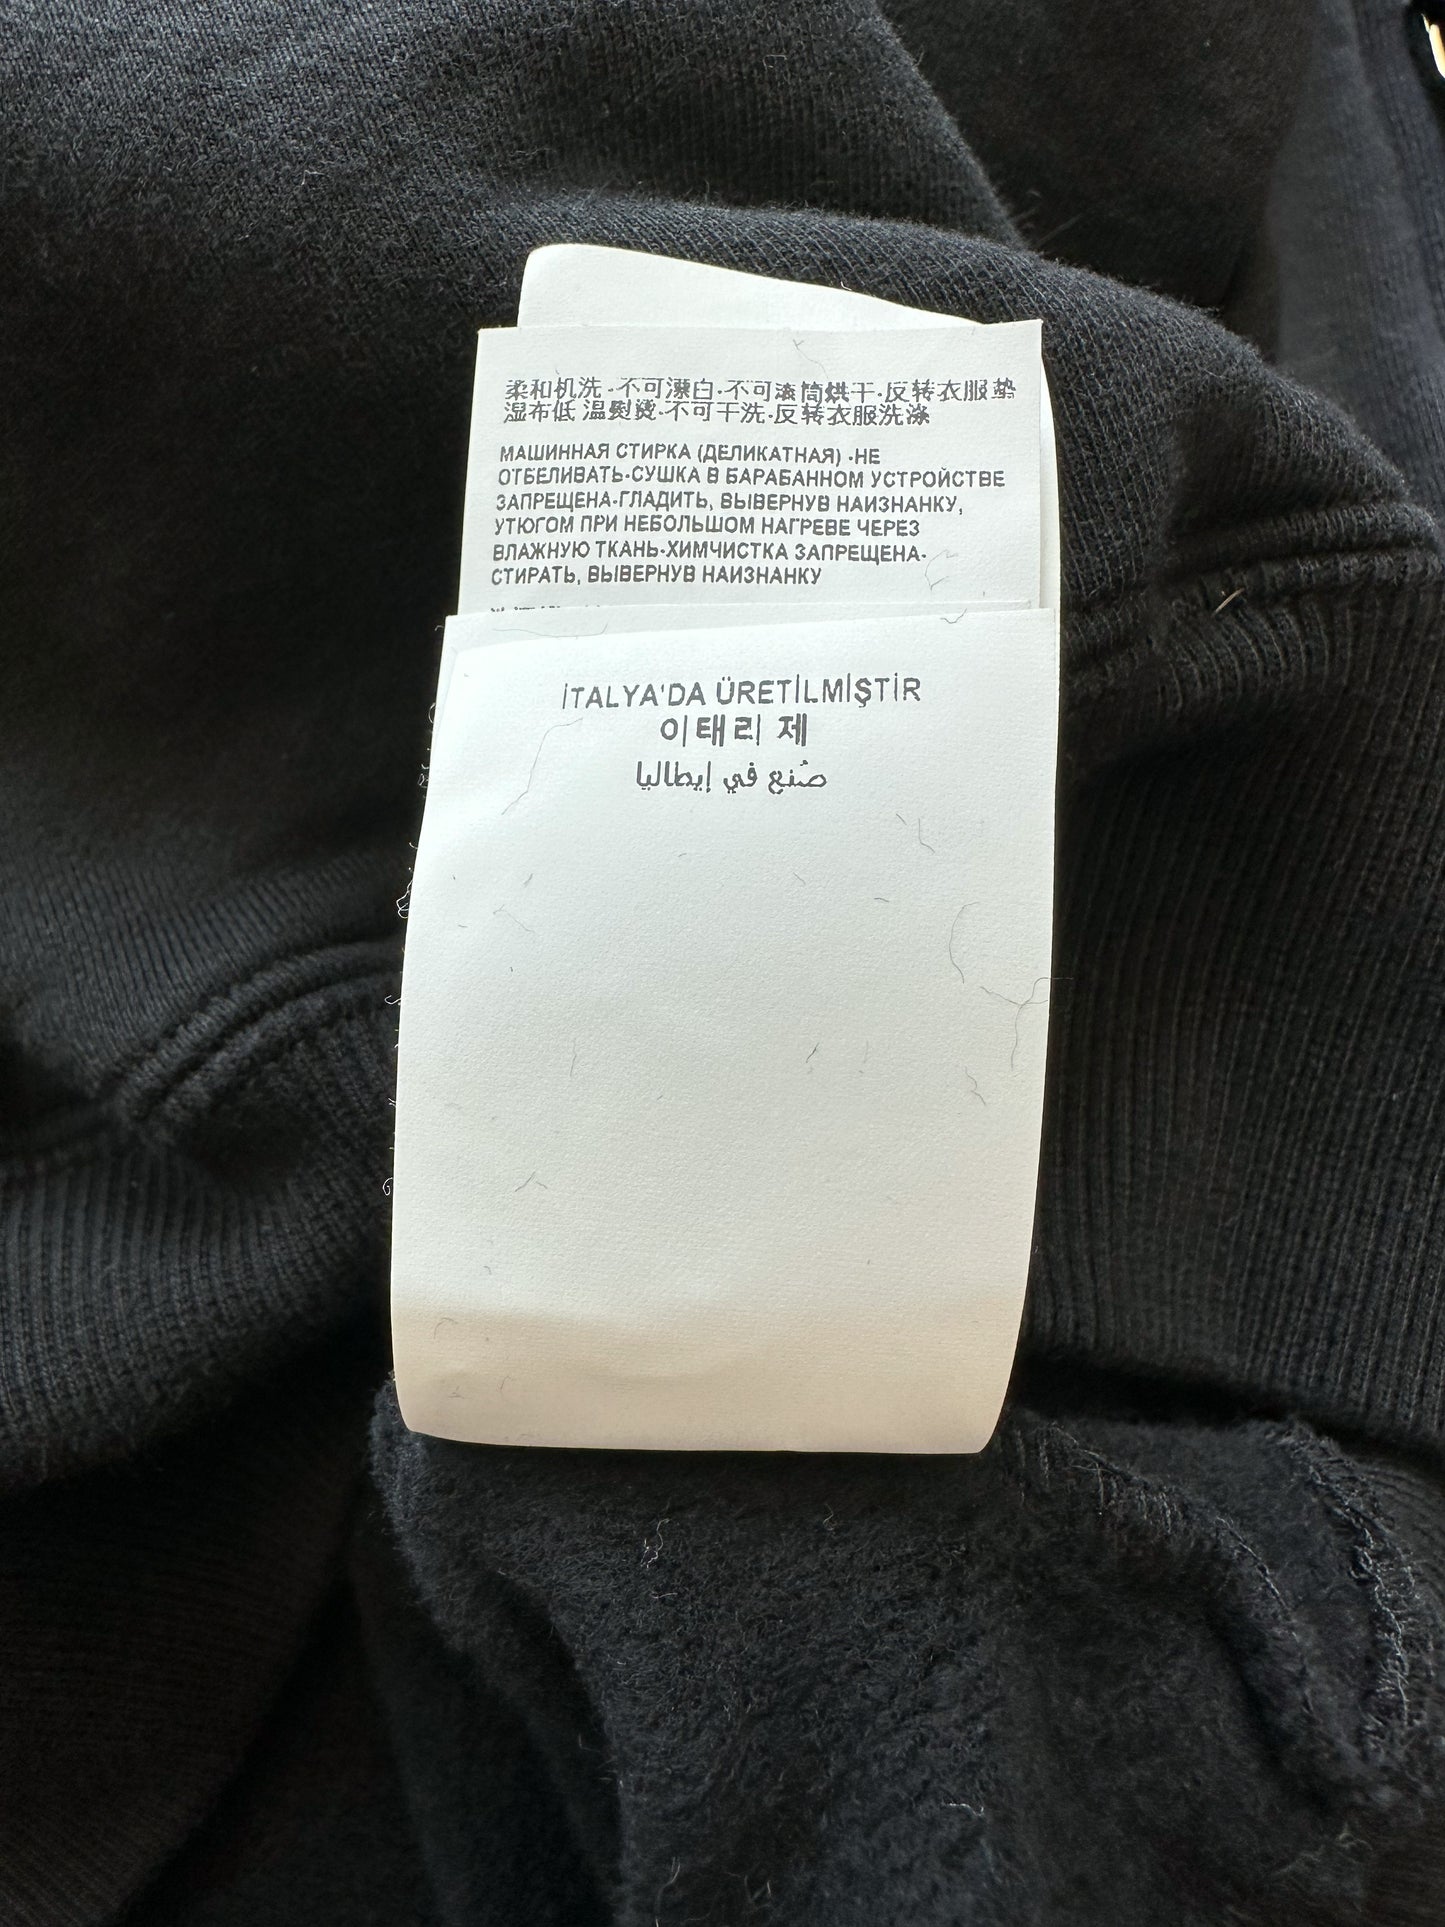 柔和机洗·不可漂白·不可滚筒烘干·反转衣服垫
湿布低 温熨烫·不可干洗·反转衣服洗涤
МАШИННАЯ СТИРКА (ДЕЛИКАТНАЯ) ·НЕ
ОТБЕЛИВАТЬ·СУШКА В БАРАБАННОМ УСТРОЙСТВЕ
ЗАПРЕЩЕНА·ГЛАДИТЬ, ВЫВЕРНУВ НАИЗНАНКУ,
УТЮГОМ ПРИ НЕБОЛЬШОМ НАГРЕВЕ ЧЕРЕЗ
ВЛАЖНУЮ ТКАНЬ·ХИМЧИСТКА ЗАПРЕЩЕНА·
СТИРАТЬ, ВЫВЕРНУВ НАИЗНАНКУ
İTALYA'DA ÜRETİLMİŞTİR
이태리 제
صُنع في إيطاليا